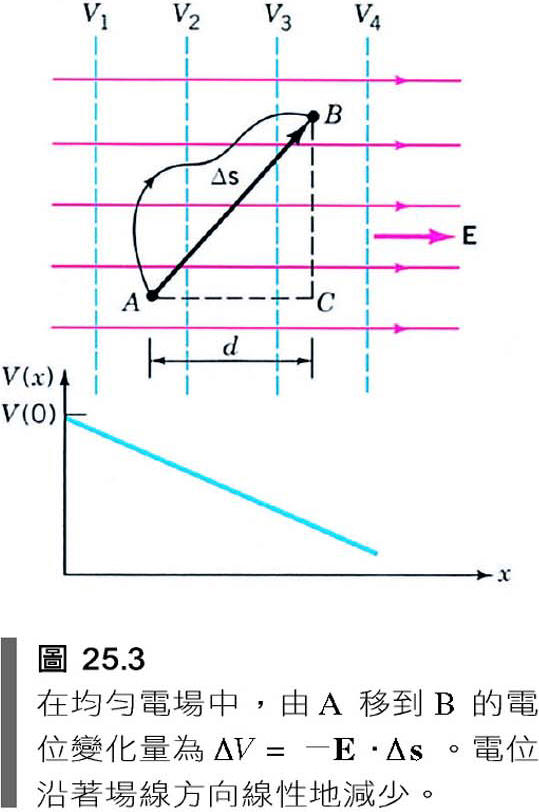 V₁ V₂ V₃ V₄
B
Δs
E
A C
d
V(x)
V(0)
x
圖 25.3
在均勻電場中，由 A 移到 B 的電
位變化量為 ΔV = −E · Δs 。電位
沿著場線方向線性地減少。